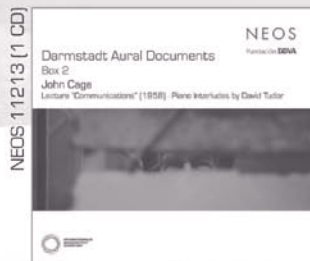 NEOS 11213 (1 CD)
NEOS
Fundación BBVA
Darmstadt Aural Documents
Box 2
John Cage
Lecture "Communications" (1958) · Piano Interludes by David Tudor